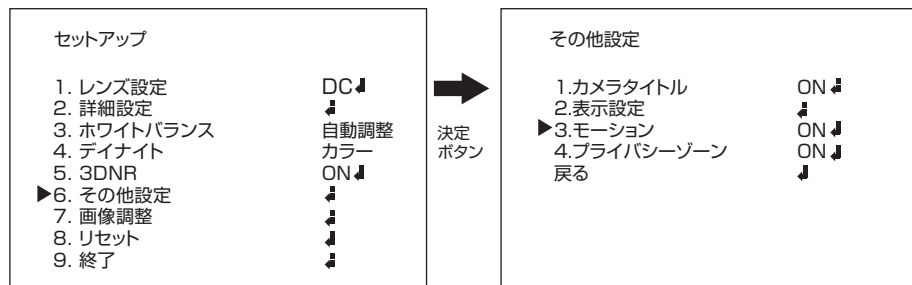 セットアップ
1. レンズ設定 DC↲
2. 詳細設定 ↲
3. ホワイトバランス 自動調整
4. デイナイト カラー
5. 3DNR ON↲
▶6. その他設定 ↲
7. 画像調整 ↲
8. リセット ↲
9. 終了 ↲
決定
ボタン
その他設定
1.カメラタイトル ON↲
2.表示設定 ↲
▶3.モーション ON↲
4.プライバシーゾーン ON↲
戻る ↲